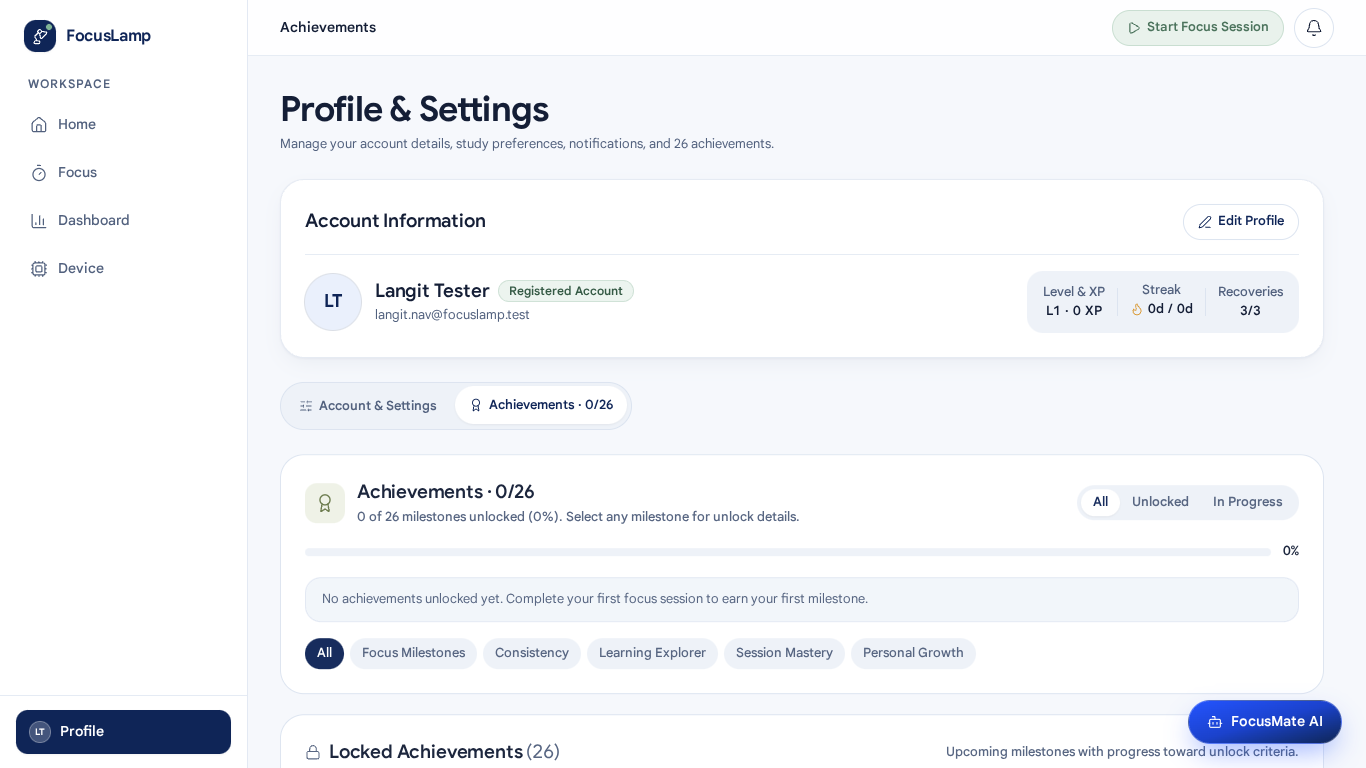 FocusLamp
WORKSPACE
Home
Focus
Dashboard
Device
LT Profile
Achievements
Start Focus Session
Profile & Settings
Manage your account details, study preferences, notifications, and 26 achievements.
Account Information
Edit Profile
LT
Langit Tester
Registered Account
langit.nav@focuslamp.test
Level & XP
L1 · 0 XP
Streak
0d / 0d
Recoveries
3/3
Account & Settings
Achievements · 0/26
Achievements · 0/26
0 of 26 milestones unlocked (0%). Select any milestone for unlock details.
All
Unlocked
In Progress
0%
No achievements unlocked yet. Complete your first focus session to earn your first milestone.
All
Focus Milestones
Consistency
Learning Explorer
Session Mastery
Personal Growth
FocusMate AI
Locked Achievements (26)
Upcoming milestones with progress toward unlock criteria.